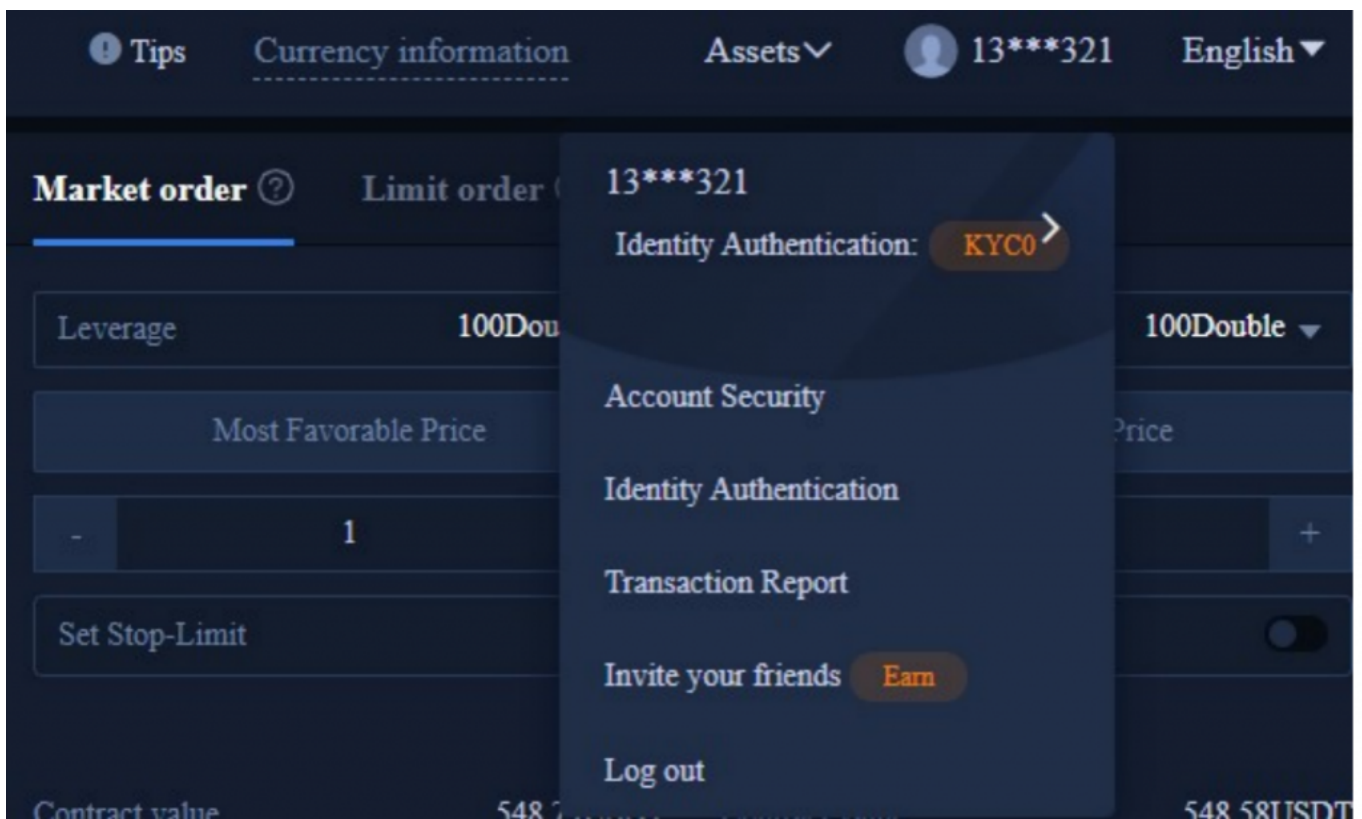 Tips Currency information Assets 13***321 English
Market order Limit order
13***321
Identity Authentication: KYC0
Leverage 100Dou 100Double
Account Security
Most Favorable Price Price
Identity Authentication
- 1 +
Transaction Report
Set Stop-Limit
Invite your friends Earn
Log out
Contract value 548. 548.58USDT